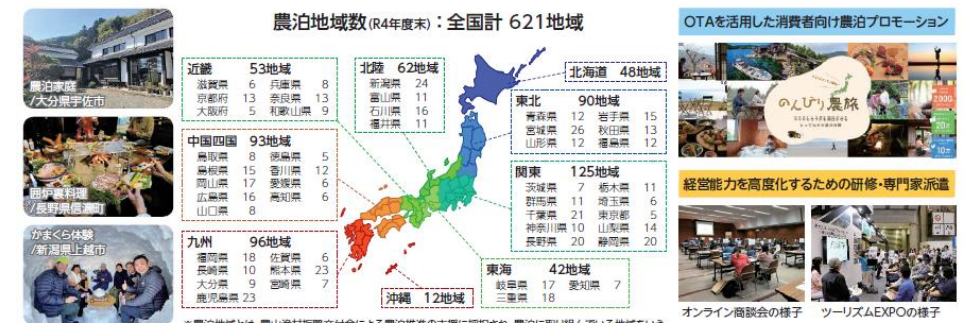 農泊地域数(R4年度末)：全国計 621地域
農泊家庭
/大分県宇佐市
囲炉裏料理
/長野県信濃町
かまくら体験
/新潟県上越市
近畿 53地域
滋賀県 6 兵庫県 8
京都府 13 奈良県 13
大阪府 5 和歌山県 9
北陸 62地域
新潟県 24
富山県 11
石川県 16
福井県 11
北海道 48地域
東北 90地域
青森県 12 岩手県 15
宮城県 26 秋田県 13
山形県 12 福島県 12
中国四国 93地域
鳥取県 8 徳島県 5
島根県 15 香川県 12
岡山県 17 愛媛県 6
広島県 16 高知県 6
山口県 8
関東 125地域
茨城県 7 栃木県 11
群馬県 11 埼玉県 6
千葉県 21 東京都 5
神奈川県 10 山梨県 14
長野県 20 静岡県 20
九州 96地域
福岡県 18 佐賀県 6
長崎県 10 熊本県 23
大分県 9 宮崎県 7
鹿児島県 23
東海 42地域
岐阜県 17 愛知県 7
三重県 18
沖縄 12地域
OTAを活用した消費者向け農泊プロモーション
のんびり農旅
経営能力を高度化するための研修・専門家派遣
オンライン商談会の様子 ツーリズムEXPOの様子